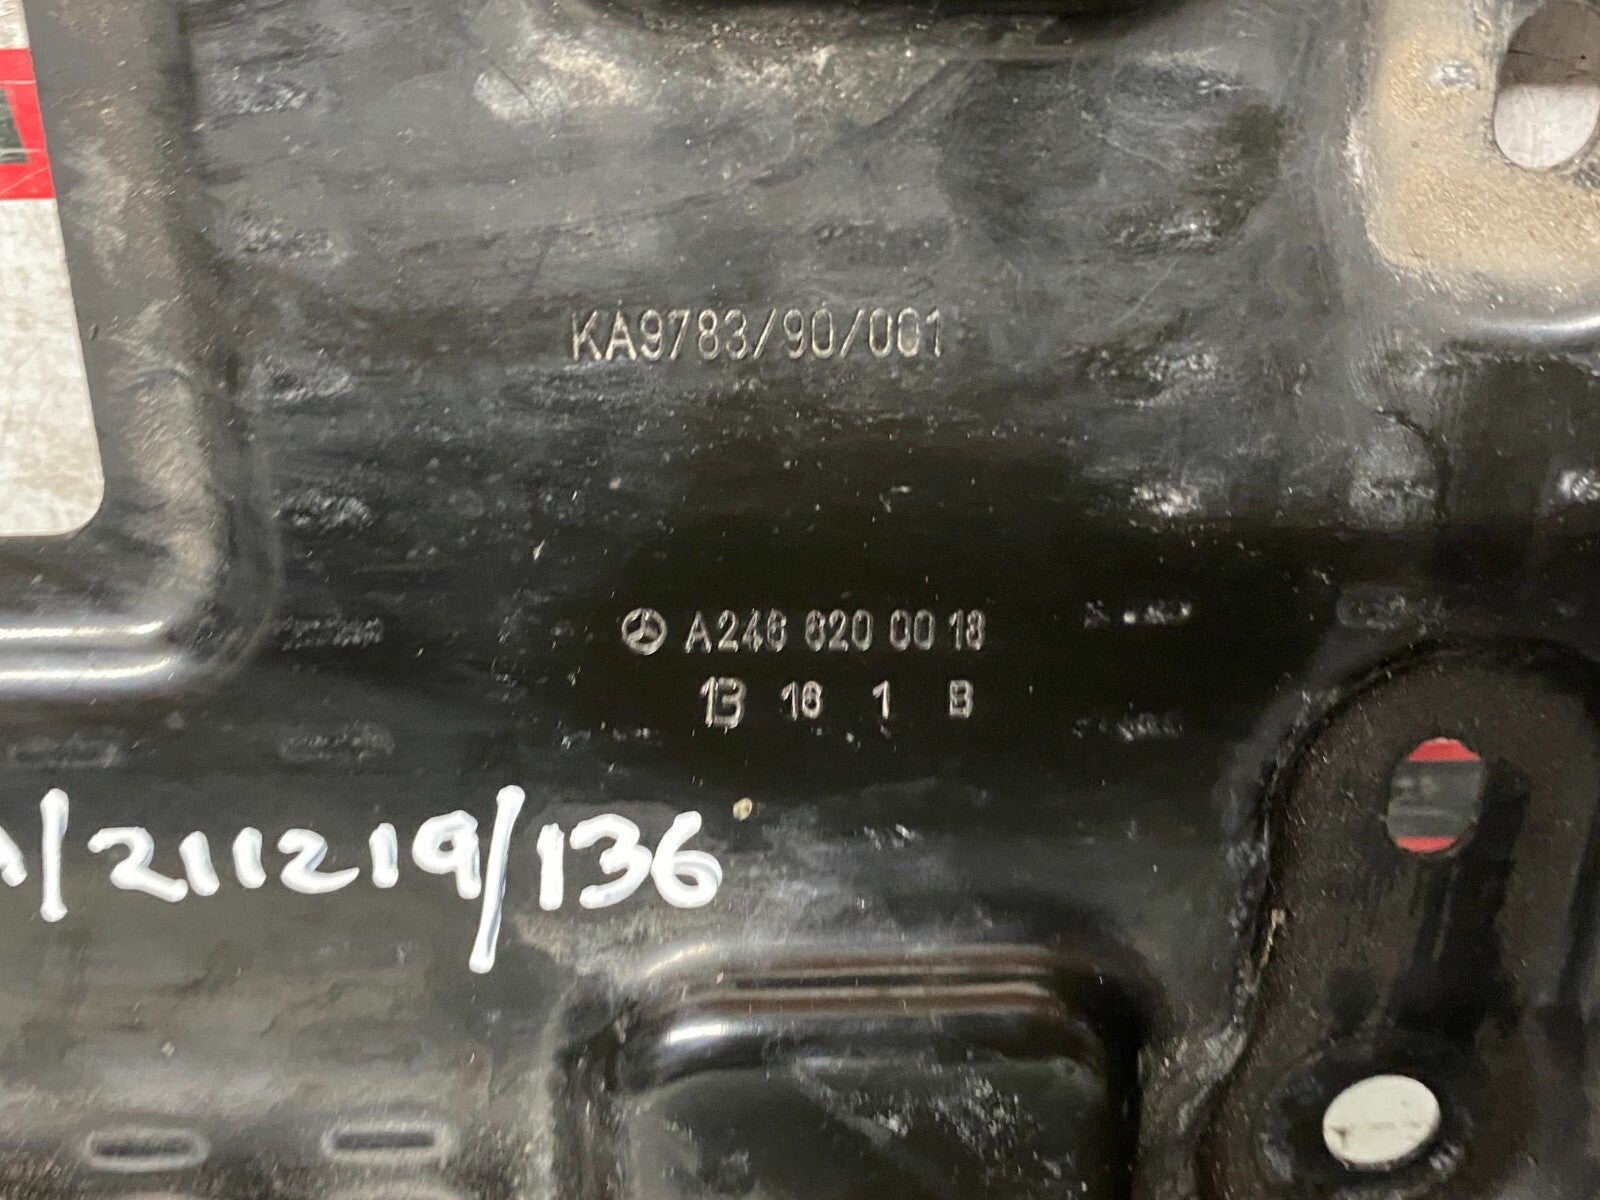 KA9783/90/001
A246 620 00 18
13 16 1 B
/211219/136